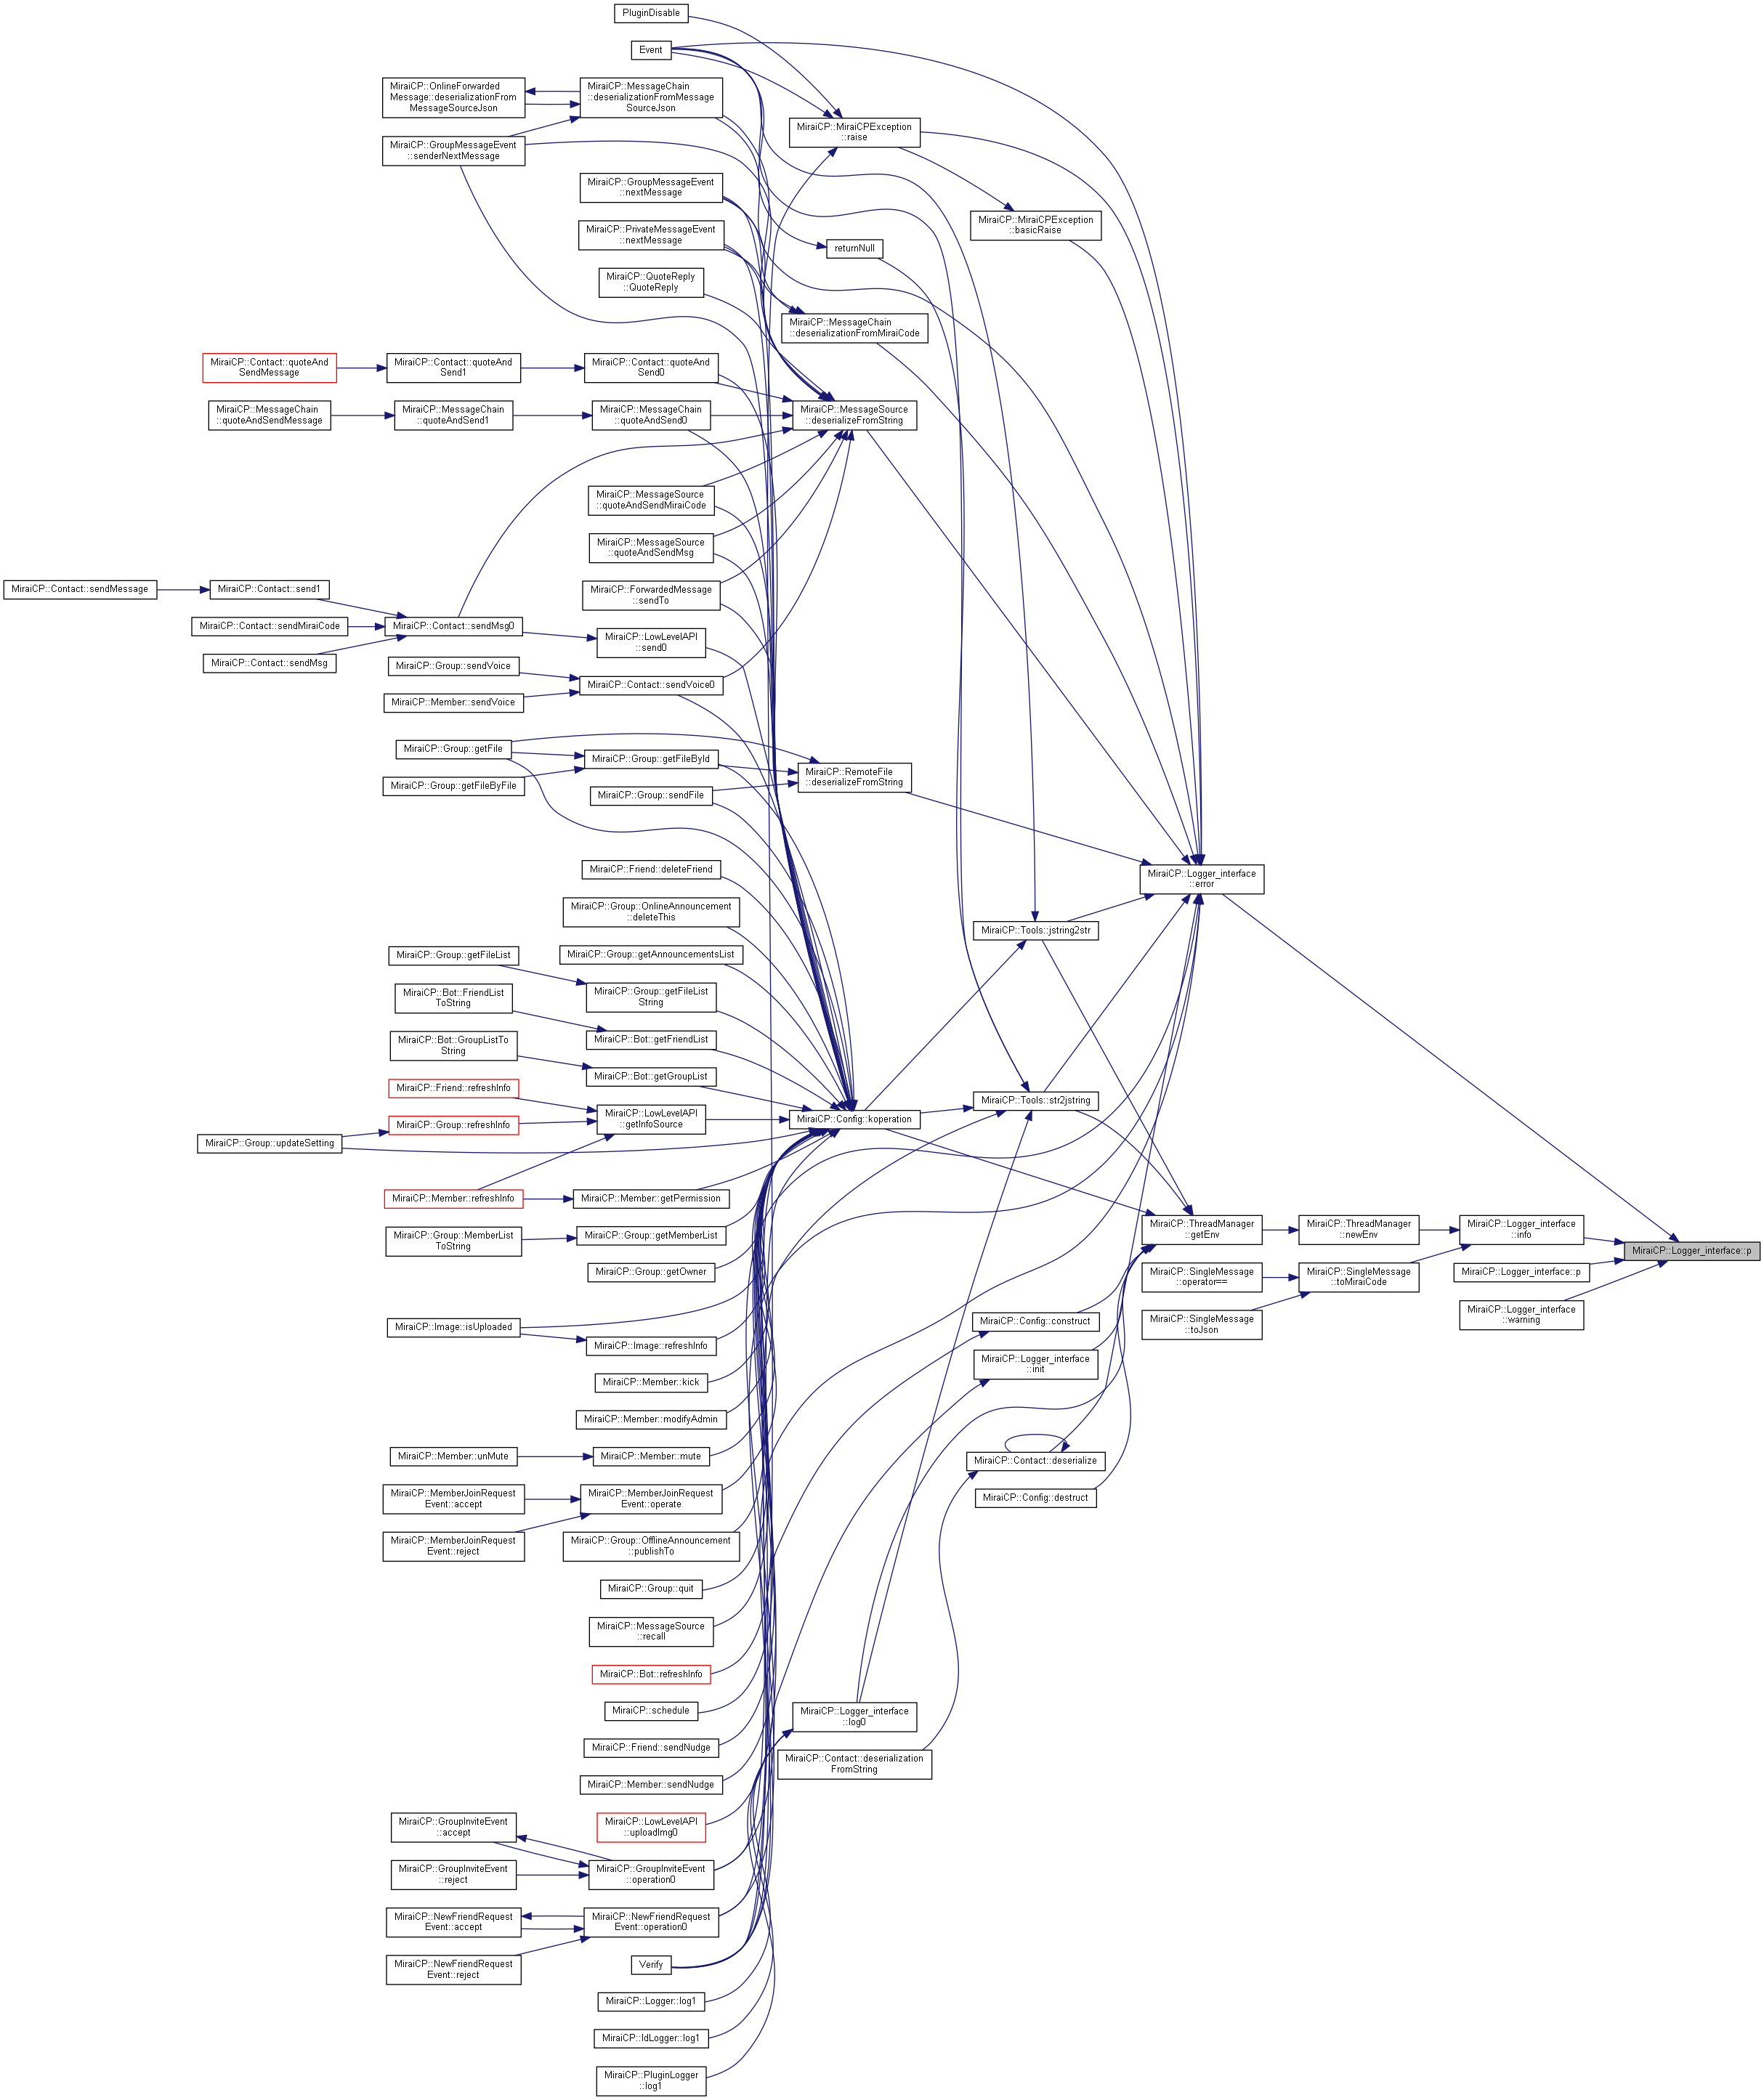 PluginDisable
Event
MiraiCP::OnlineForwarded
Message::deserializationFrom
MessageSourceJson
MiraiCP::MessageChain
::deserializationFromMessage
SourceJson
MiraiCP::MiraiCPException
::raise
MiraiCP::GroupMessageEvent
::senderNextMessage
MiraiCP::GroupMessageEvent
::nextMessage
MiraiCP::MiraiCPException
::basicRaise
MiraiCP::PrivateMessageEvent
::nextMessage
returnNull
MiraiCP::QuoteReply
::QuoteReply
MiraiCP::MessageChain
::deserializationFromMiraiCode
MiraiCP::Contact::quoteAnd
SendMessage
MiraiCP::Contact::quoteAnd
Send1
MiraiCP::Contact::quoteAnd
Send0
MiraiCP::MessageChain
::quoteAndSendMessage
MiraiCP::MessageChain
::quoteAndSend1
MiraiCP::MessageChain
::quoteAndSend0
MiraiCP::MessageSource
::deserializeFromString
MiraiCP::MessageSource
::quoteAndSendMiraiCode
MiraiCP::MessageSource
::quoteAndSendMsg
MiraiCP::Contact::sendMessage
MiraiCP::Contact::send1
MiraiCP::ForwardedMessage
::sendTo
MiraiCP::Contact::sendMiraiCode
MiraiCP::Contact::sendMsg0
MiraiCP::LowLevelAPI
::send0
MiraiCP::Contact::sendMsg
MiraiCP::Group::sendVoice
MiraiCP::Contact::sendVoice0
MiraiCP::Member::sendVoice
MiraiCP::Group::getFile
MiraiCP::Group::getFileById
MiraiCP::RemoteFile
::deserializeFromString
MiraiCP::Group::getFileByFile
MiraiCP::Group::sendFile
MiraiCP::Friend::deleteFriend
MiraiCP::Logger_interface
::error
MiraiCP::Group::OnlineAnnouncement
::deleteThis
MiraiCP::Tools::jstring2str
MiraiCP::Group::getFileList
MiraiCP::Group::getAnnouncementsList
MiraiCP::Bot::FriendList
ToString
MiraiCP::Group::getFileList
String
MiraiCP::Bot::GroupListTo
String
MiraiCP::Bot::getFriendList
MiraiCP::Friend::refreshInfo
MiraiCP::Bot::getGroupList
MiraiCP::Tools::str2jstring
MiraiCP::Group::updateSetting
MiraiCP::Group::refreshInfo
MiraiCP::LowLevelAPI
::getInfoSource
MiraiCP::Config::koperation
MiraiCP::Member::refreshInfo
MiraiCP::Member::getPermission
MiraiCP::Group::MemberList
ToString
MiraiCP::Group::getMemberList
MiraiCP::ThreadManager
::getEnv
MiraiCP::ThreadManager
::newEnv
MiraiCP::Logger_interface
::info
MiraiCP::Logger_interface::p
MiraiCP::Group::getOwner
MiraiCP::SingleMessage
::operator==
MiraiCP::SingleMessage
::toMiraiCode
MiraiCP::Logger_interface::p
MiraiCP::Image::isUploaded
MiraiCP::Image::refreshInfo
MiraiCP::Config::construct
MiraiCP::SingleMessage
::toJson
MiraiCP::Logger_interface
::warning
MiraiCP::Member::kick
MiraiCP::Logger_interface
::init
MiraiCP::Member::modifyAdmin
MiraiCP::Member::unMute
MiraiCP::Member::mute
MiraiCP::Contact::deserialize
MiraiCP::MemberJoinRequest
Event::accept
MiraiCP::MemberJoinRequest
Event::operate
MiraiCP::Config::destruct
MiraiCP::MemberJoinRequest
Event::reject
MiraiCP::Group::OfflineAnnouncement
::publishTo
MiraiCP::Group::quit
MiraiCP::MessageSource
::recall
MiraiCP::Bot::refreshInfo
MiraiCP::schedule
MiraiCP::Logger_interface
::log0
MiraiCP::Friend::sendNudge
MiraiCP::Contact::deserialization
FromString
MiraiCP::Member::sendNudge
MiraiCP::GroupInviteEvent
::accept
MiraiCP::LowLevelAPI
::uploadImg0
MiraiCP::GroupInviteEvent
::reject
MiraiCP::GroupInviteEvent
::operation0
MiraiCP::NewFriendRequest
Event::accept
MiraiCP::NewFriendRequest
Event::operation0
MiraiCP::NewFriendRequest
Event::reject
Verify
MiraiCP::Logger::log1
MiraiCP::IdLogger::log1
MiraiCP::PluginLogger
::log1